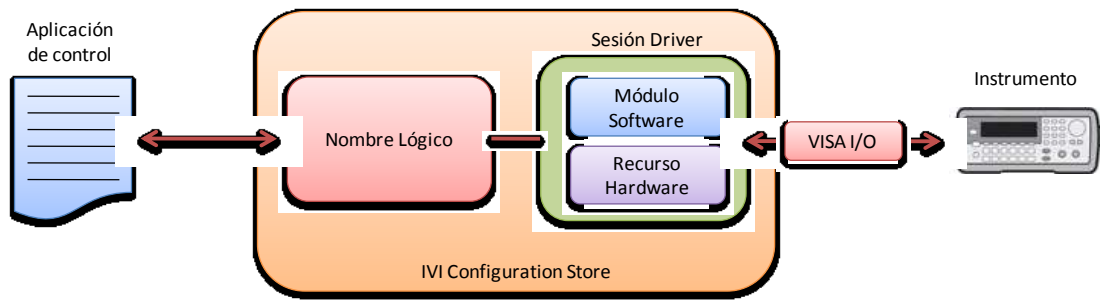 Aplicación
de control
Sesión Driver
Nombre Lógico
Módulo
Software
Recurso
Hardware
VISA I/O
Instrumento
IVI Configuration Store